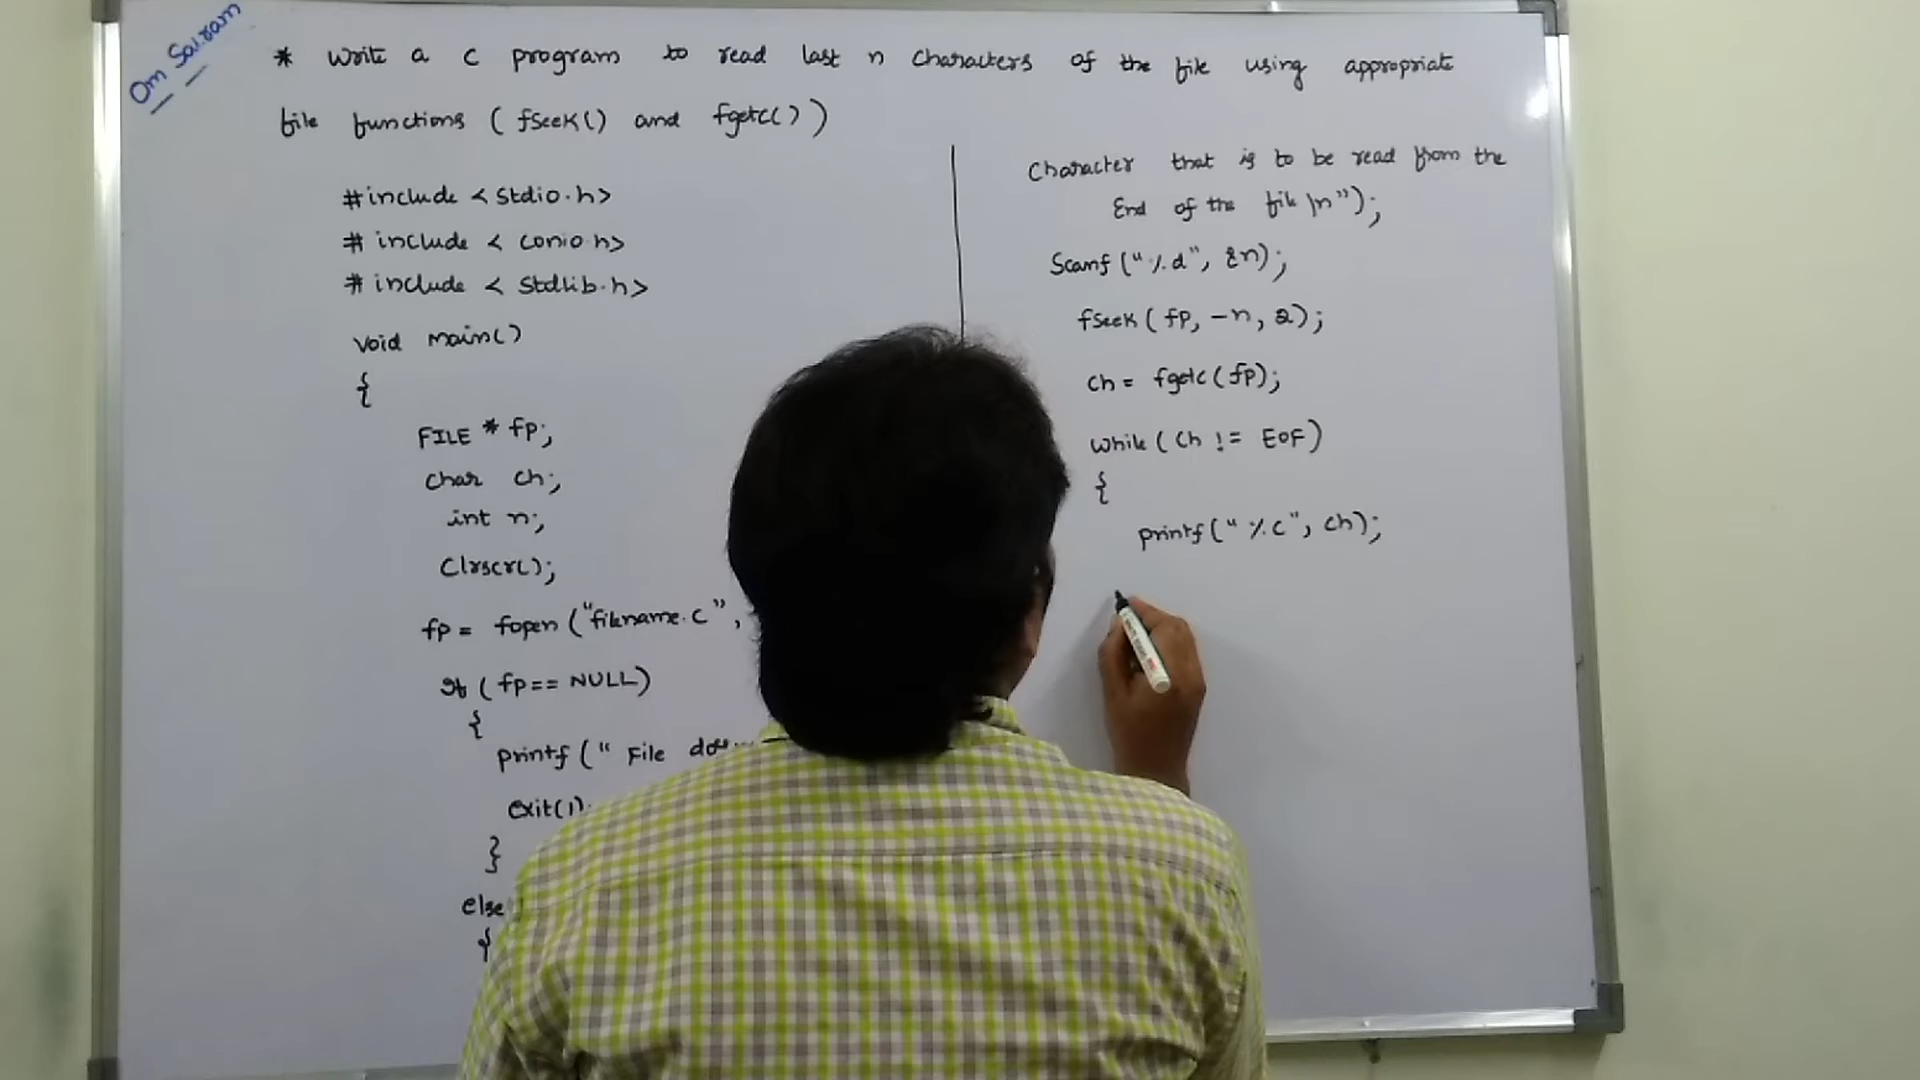 Om Sairam
* Write a C program to read last n characters of the file using appropriate
file functions ( fseek() and fgetc() )
#include < stdio.h>
# include < conio.h>
# include < stdlib.h>
void main()
{
FILE * fp;
char ch;
int n;
clrscr();
fp = fopen ("filename.c",
If ( fp == NULL)
{
printf (" File
exit(1);
}
else
{
Character that is to be read from the
End of the file \n");
Scanf ("%d", &n);
fseek ( fp, -n, 2);
ch = fgetc(fp);
while ( ch != EOF)
{
printf(" %c", ch);